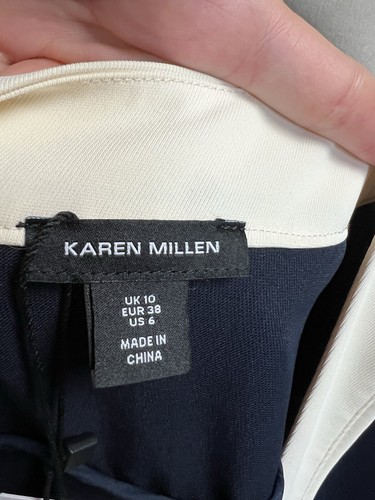 KAREN MILLEN
UK 10
EUR 38
US 6
MADE IN
CHINA